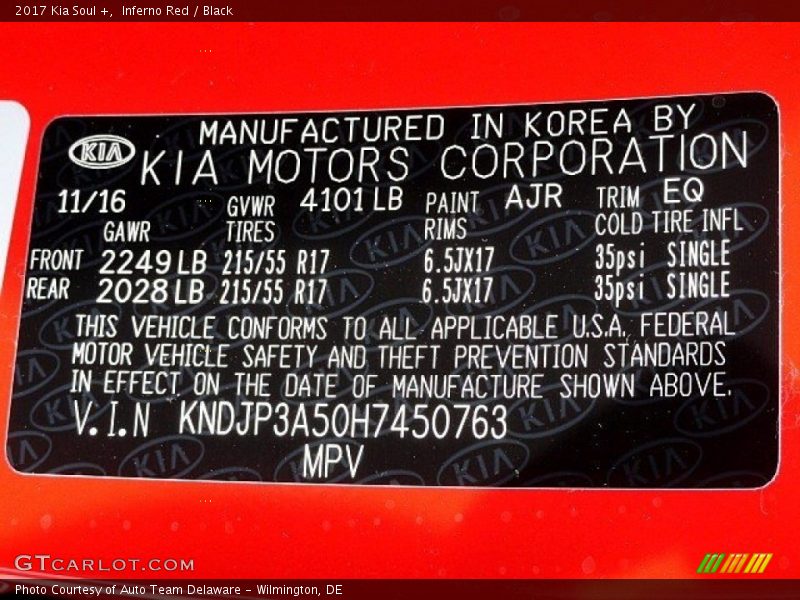 2017 Kia Soul +, Inferno Red / Black
MANUFACTURED IN KOREA BY
KIA KIA MOTORS CORPORATION
11/16 GVWR 4101 LB PAINT AJR TRIM EQ
GAWR TIRES RIMS COLD TIRE INFL
FRONT 2249 LB 215/55 R17 6.5JX17 35psi SINGLE
REAR 2028 LB 215/55 R17 6.5JX17 35psi SINGLE
THIS VEHICLE CONFORMS TO ALL APPLICABLE U.S.A. FEDERAL
MOTOR VEHICLE SAFETY AND THEFT PREVENTION STANDARDS
IN EFFECT ON THE DATE OF MANUFACTURE SHOWN ABOVE.
V.I.N KNDJP3A50H7450763
MPV
GTCARLOT.COM
Photo Courtesy of Auto Team Delaware - Wilmington, DE